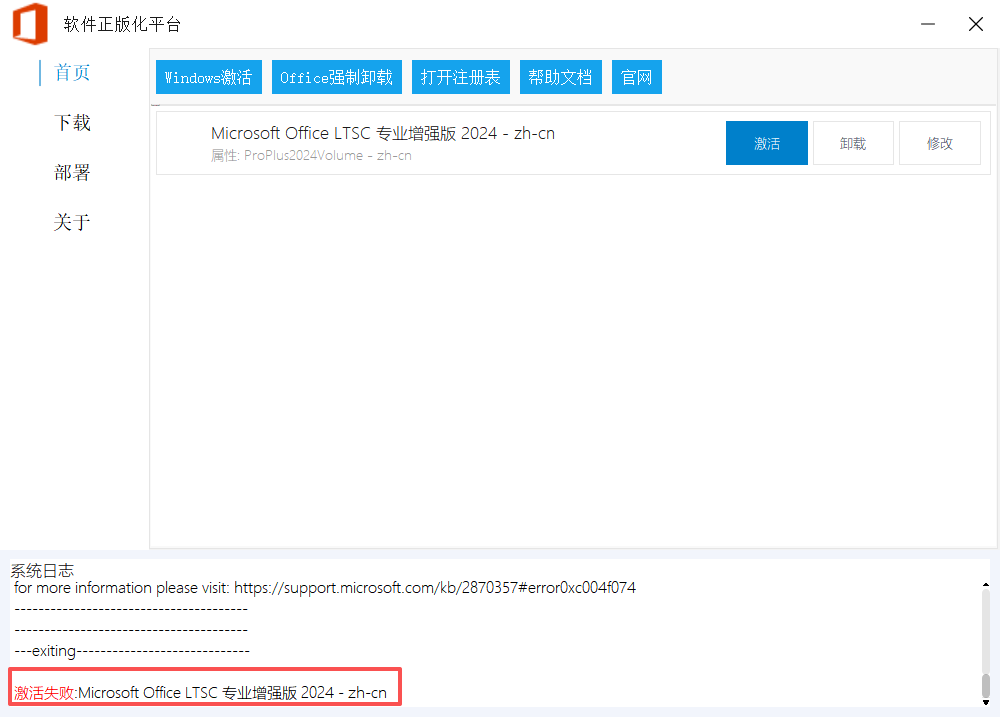 软件正版化平台
首页
下载
部署
关于
Windows激活 Office强制卸载 打开注册表 帮助文档 官网
Microsoft Office LTSC 专业增强版 2024 - zh-cn
属性: ProPlus2024Volume - zh-cn
激活 卸载 修改
系统日志
for more information please visit: https://support.microsoft.com/kb/2870357#error0xc004f074
---------------------------------------
---------------------------------------
---exiting-----------------------------
激活失败:Microsoft Office LTSC 专业增强版 2024 - zh-cn